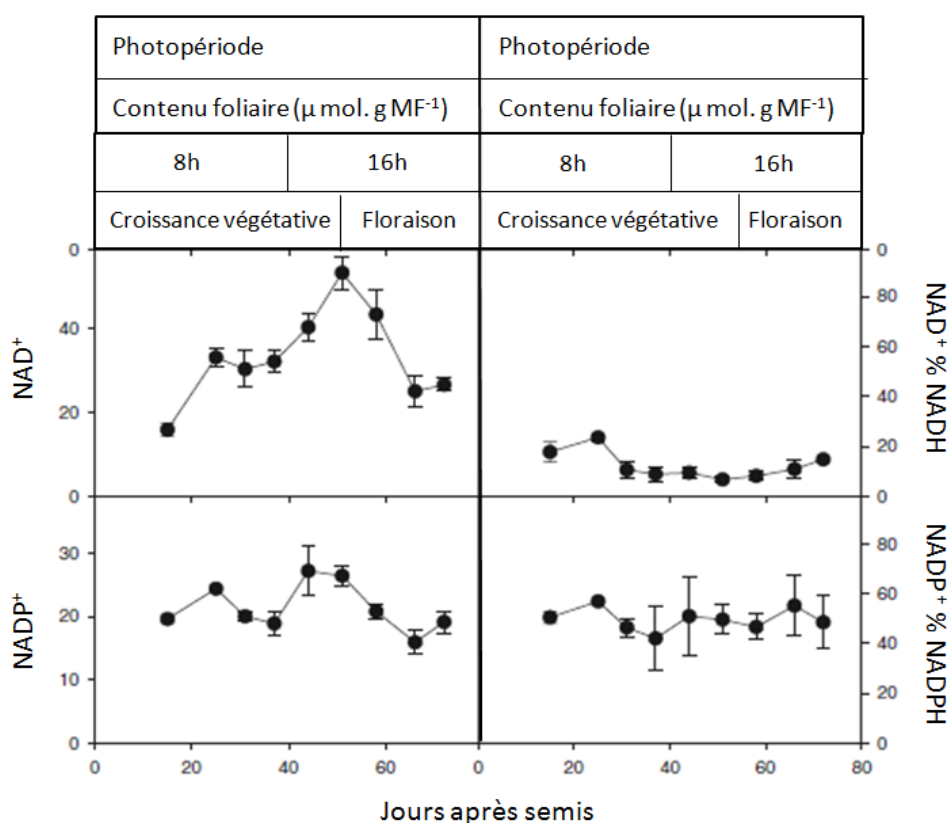 Photopériode Photopériode
Contenu foliaire (µ mol. g MF⁻¹) Contenu foliaire (µ mol. g MF⁻¹)
8h 16h 8h 16h
Croissance végétative Floraison Croissance végétative Floraison
0 0
80
40
60
NAD⁺ NAD⁺ % NADH
40
20
20
0 0
30 80
60
NADP⁺ 20 NADP⁺ % NADPH
40
10
20
0 0
0 20 40 60 0 20 40 60 80
Jours après semis